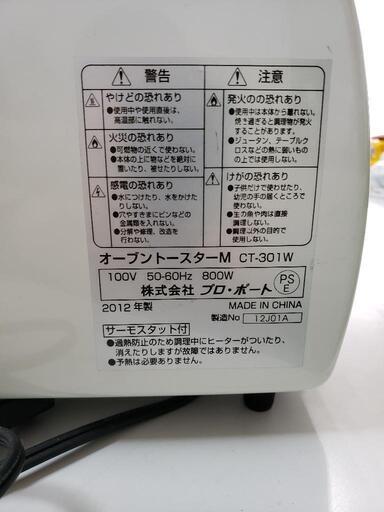 警告
やけどの恐れあり
●使用中や使用直後は、
高温部に触れない。
火災の恐れあり
●可燃物の近くで使わない。
●本体の上に物などを絶対に
置いたり、被せたりしない。
感電の恐れあり
●水につけたり、水をかけた
りしない。
●穴やすきまにピンなどの
金属類を入れない。
●分解や修理、改造を
行わない。
注意
発火のの恐れあり
●使用中は本体から離れない。
焼き過ぎると調理物が発火
することがあります。
●ジュータン、テーブルク
ロスなどの熱に弱いもの
の上では使用しない。
けがの恐れあり
●子供だけで使わせたり、
幼児の手の届くところで
使わない。
●生の魚や肉は直接
調理しない。
●調理以外の目的で
使用しない。
オーブントースターM CT-301W
100V 50-60Hz 800W
株式会社 プロ・ポート
PS
E
2012年製 MADE IN CHINA
製造No 12J01A
サーモスタット付
●過熱防止のため調理中にヒーターがついたり、
消えたりしますが故障ではありません。
●予熱は必要ありません。